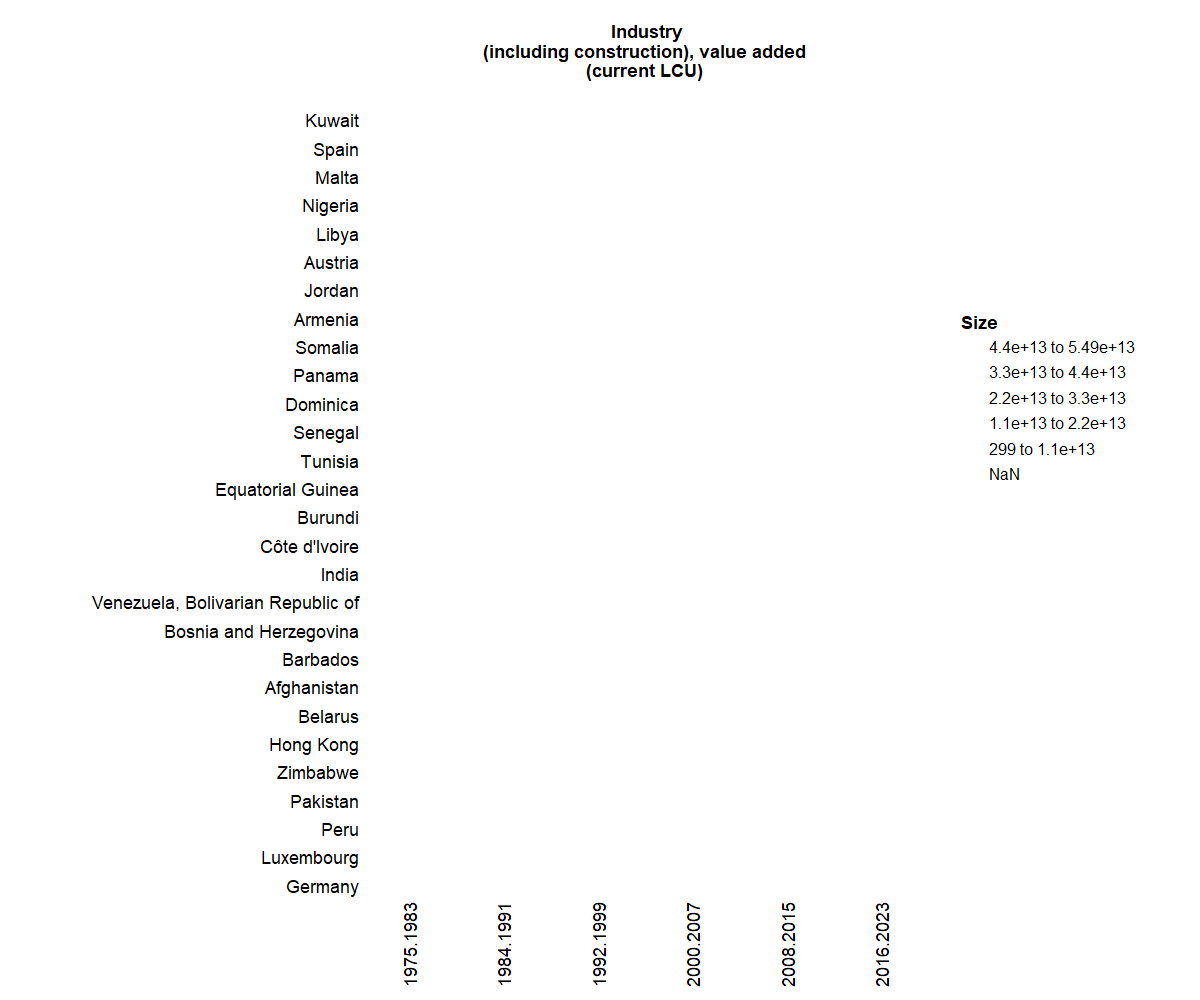 Industry
(including construction), value added
(current LCU)
Kuwait
Spain
Malta
Nigeria
Libya
Austria
Jordan
Armenia
Somalia
Panama
Dominica
Senegal
Tunisia
Equatorial Guinea
Burundi
Côte d'Ivoire
India
Venezuela, Bolivarian Republic of
Bosnia and Herzegovina
Barbados
Afghanistan
Belarus
Hong Kong
Zimbabwe
Pakistan
Peru
Luxembourg
Germany
1975.1983
1984.1991
1992.1999
2000.2007
2008.2015
2016.2023
Size
4.4e+13 to 5.49e+13
3.3e+13 to 4.4e+13
2.2e+13 to 3.3e+13
1.1e+13 to 2.2e+13
299 to 1.1e+13
NaN